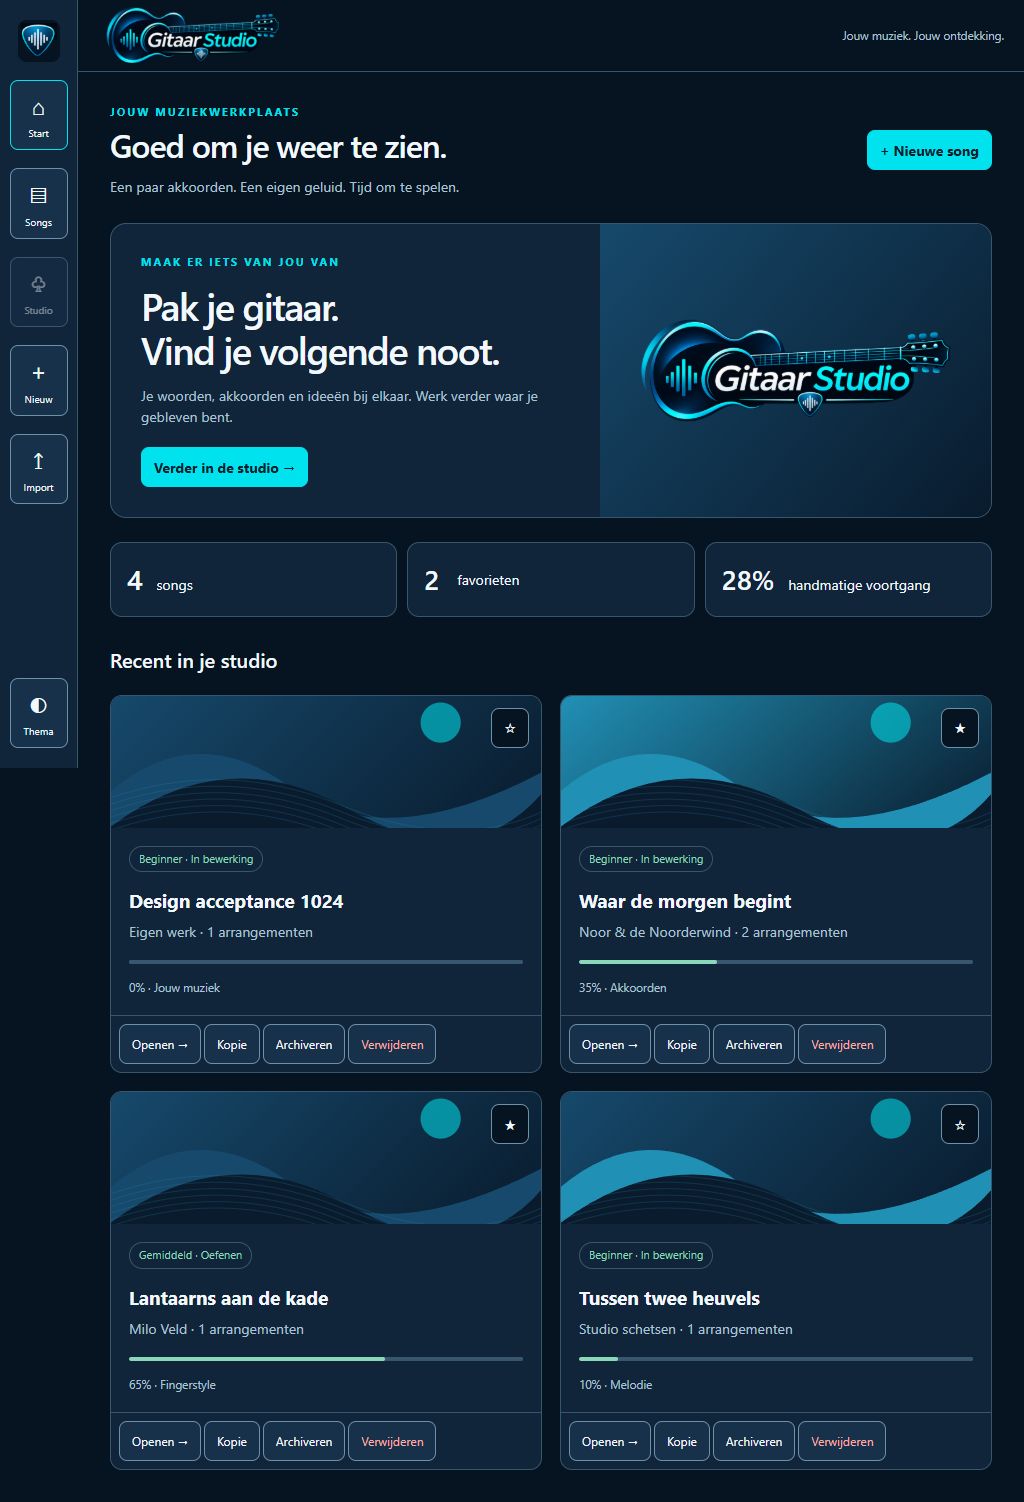 Gitaar Studio
Jouw muziek. Jouw ontdekking.
Start
Songs
Studio
Nieuw
Import
Thema
JOUW MUZIEKWERKPLAATS
Goed om je weer te zien.
Een paar akkoorden. Een eigen geluid. Tijd om te spelen.
+ Nieuwe song
MAAK ER IETS VAN JOU VAN
Pak je gitaar.
Vind je volgende noot.
Je woorden, akkoorden en ideeën bij elkaar. Werk verder waar je
gebleven bent.
Verder in de studio →
Gitaar Studio
4 songs
2 favorieten
28% handmatige voortgang
Recent in je studio
Beginner · In bewerking
Design acceptance 1024
Eigen werk · 1 arrangementen
0% · Jouw muziek
Openen → Kopie Archiveren Verwijderen
Beginner · In bewerking
Waar de morgen begint
Noor & de Noorderwind · 2 arrangementen
35% · Akkoorden
Openen → Kopie Archiveren Verwijderen
Gemiddeld · Oefenen
Lantaarns aan de kade
Milo Veld · 1 arrangementen
65% · Fingerstyle
Openen → Kopie Archiveren Verwijderen
Beginner · In bewerking
Tussen twee heuvels
Studio schetsen · 1 arrangementen
10% · Melodie
Openen → Kopie Archiveren Verwijderen